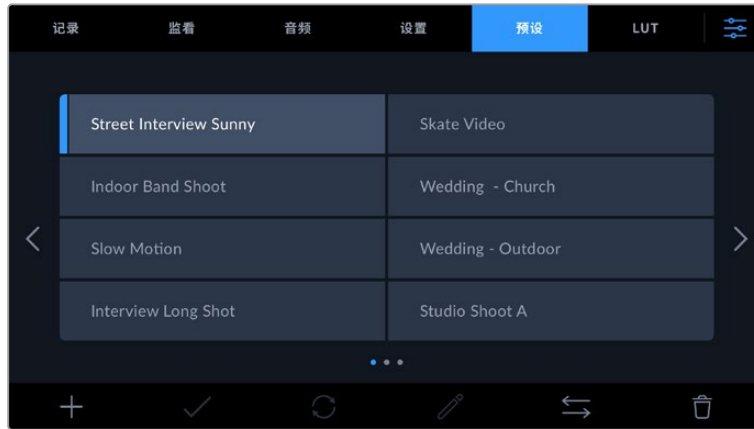 记录 监看 音频 设置 预设 LUT
Street Interview Sunny Skate Video
Indoor Band Shoot Wedding - Church
Slow Motion Wedding - Outdoor
Interview Long Shot Studio Shoot A